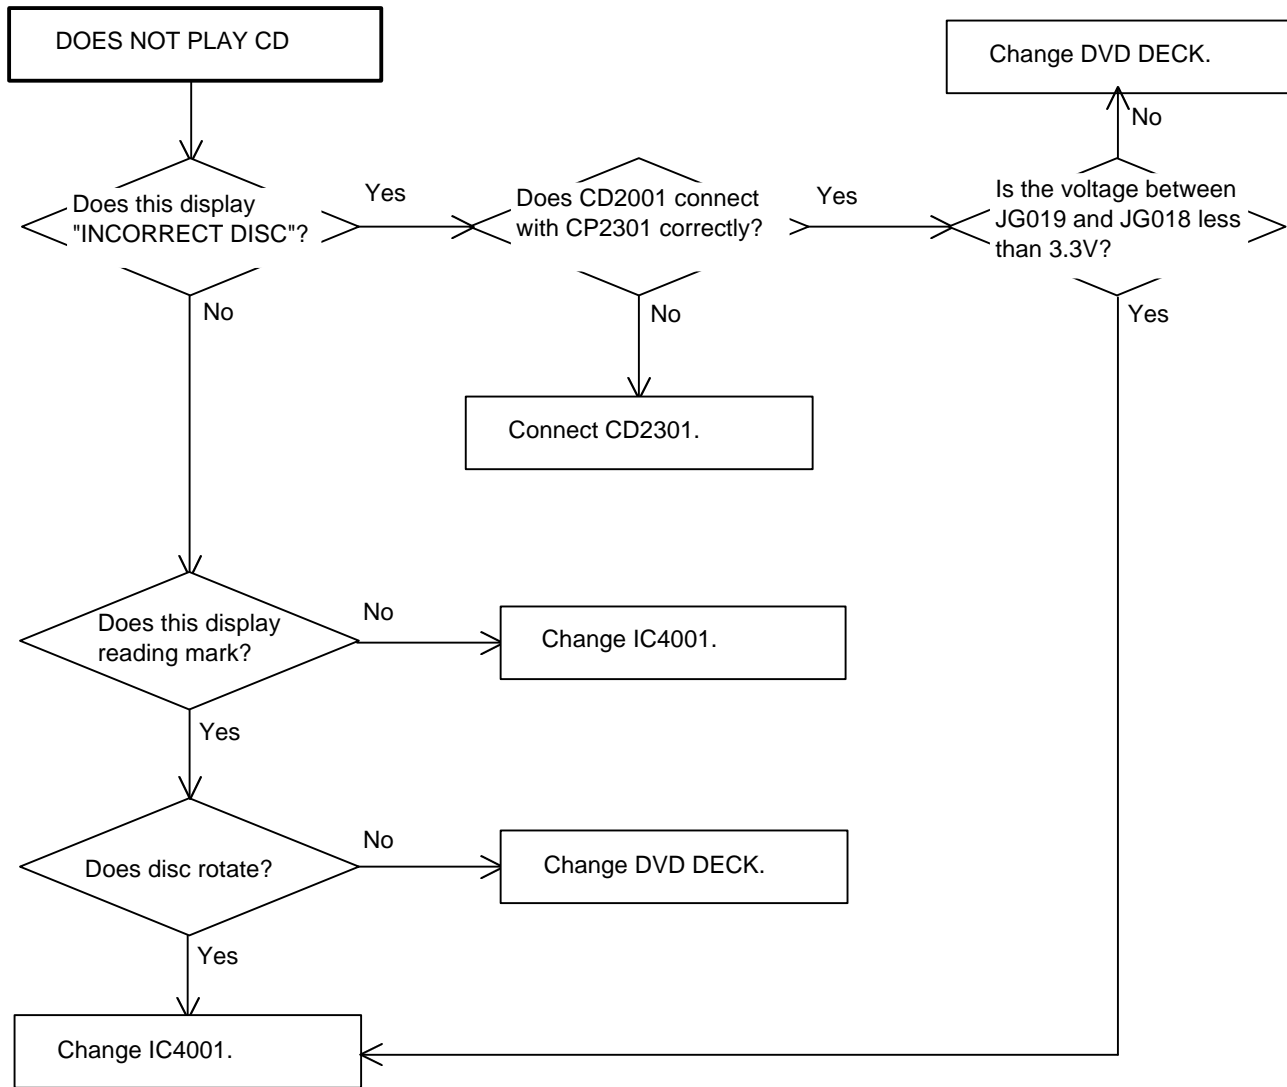 DOES NOT PLAY CD
Change DVD DECK.
No
Does this display
"INCORRECT DISC"?
Yes
Does CD2001 connect
with CP2301 correctly?
Yes
Is the voltage between
JG019 and JG018 less
than 3.3V?
No
No
Yes
Connect CD2301.
Does this display
reading mark?
No
Change IC4001.
Yes
Does disc rotate?
No
Change DVD DECK.
Yes
Change IC4001.